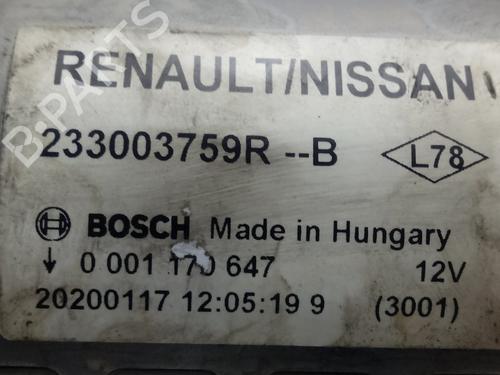 RENAULT/NISSAN
233003759R --B
L78
BOSCH Made in Hungary
0 001 170 647 12V
20200117 12:05:19 9 (3001)
B-PARTS